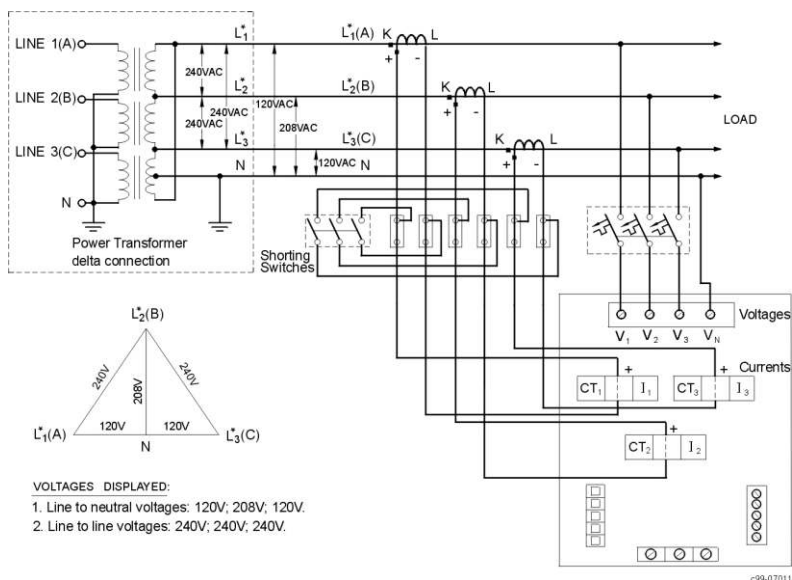 LINE 1(A)
LINE 2(B)
LINE 3(C)
N
Power Transformer
delta connection
L*1
L*2
L*3
N
240VAC
240VAC
240VAC
120VAC
208VAC
120VAC
L*1(A)
L*2(B)
L*3(C)
N
K
L
+
-
K
L
+
-
K
L
+
-
LOAD
Shorting
Switches
Voltages
V1 V2 V3 VN
Currents
CT1 + I1
CT3 + I3
CT2 + I2
L*2(B)
240V
208V
240V
L*1(A)
120V
120V
N
L*3(C)
VOLTAGES DISPLAYED:
1. Line to neutral voltages: 120V; 208V; 120V.
2. Line to line voltages: 240V; 240V; 240V.
c99-07011